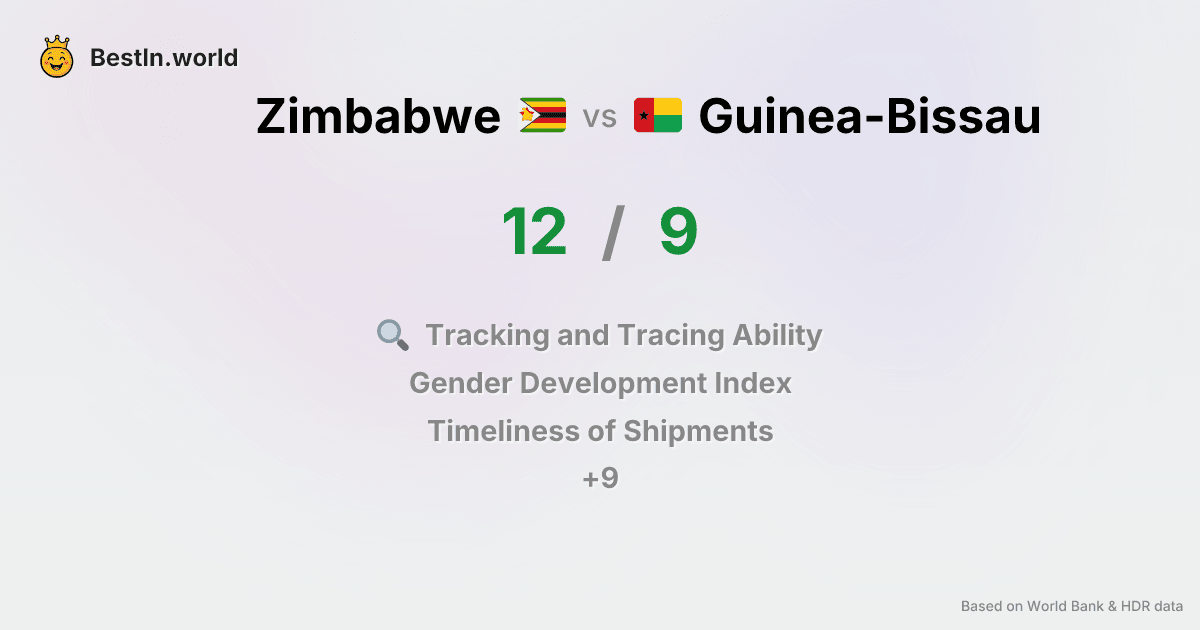 BestIn.world
Zimbabwe vs Guinea-Bissau
12 / 9
Tracking and Tracing Ability
Gender Development Index
Timeliness of Shipments
+9
Based on World Bank & HDR data